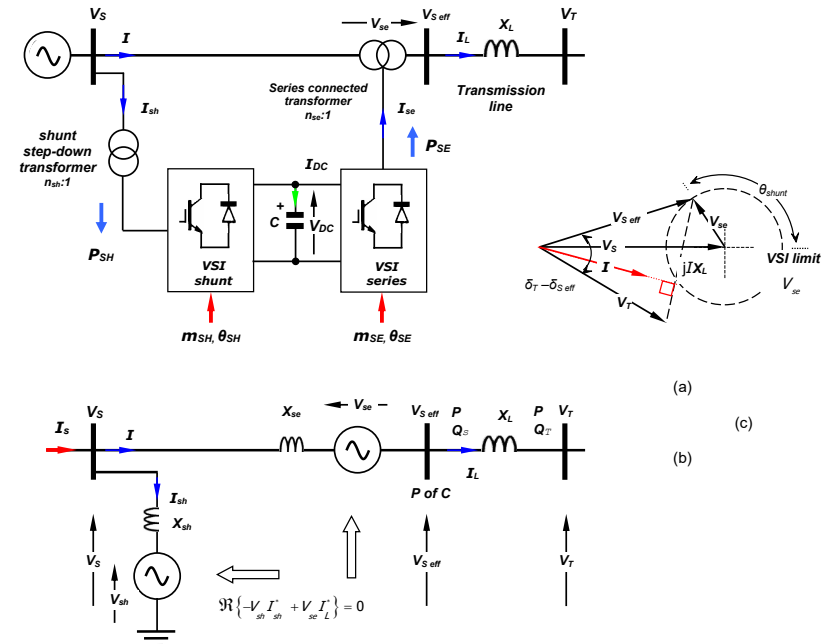 V_S
V_se
V_S eff
X_L
V_T
I
I_L
Series connected
transformer
n_se:1
Transmission
line
I_sh
I_se
shunt
step-down
transformer
n_sh:1
P_SE
I_DC
P_SH
+
C
V_DC
VSI
shunt
VSI
series
m_SH, θ_SH
m_SE, θ_SE
θ_shunt
V_S eff
V_se
V_S
VSI limit
I
jIX_L
δ_T – δ_S eff
V_T
V_se
(a)
(c)
(b)
V_S
X_se
V_se
V_S eff
P
Q_S
X_L
P
Q_T
V_T
I_s
I
I_L
P of C
I_sh
X_sh
V_S
V_sh
V_S eff
V_T
ℜ{-V_sh I*_sh + V_se I*_L} = 0